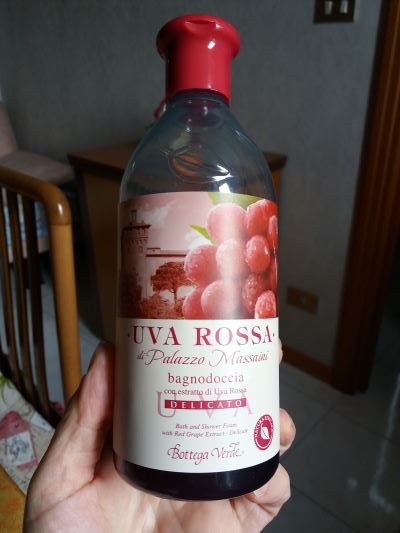 UVA ROSSA
di Palazzo Massaini
bagnodoccia
con estratto di Uva Rossa
UVA
DELICATO
Bath and Shower Foam
with Red Grape Extract - Delicate
Bottega Verde